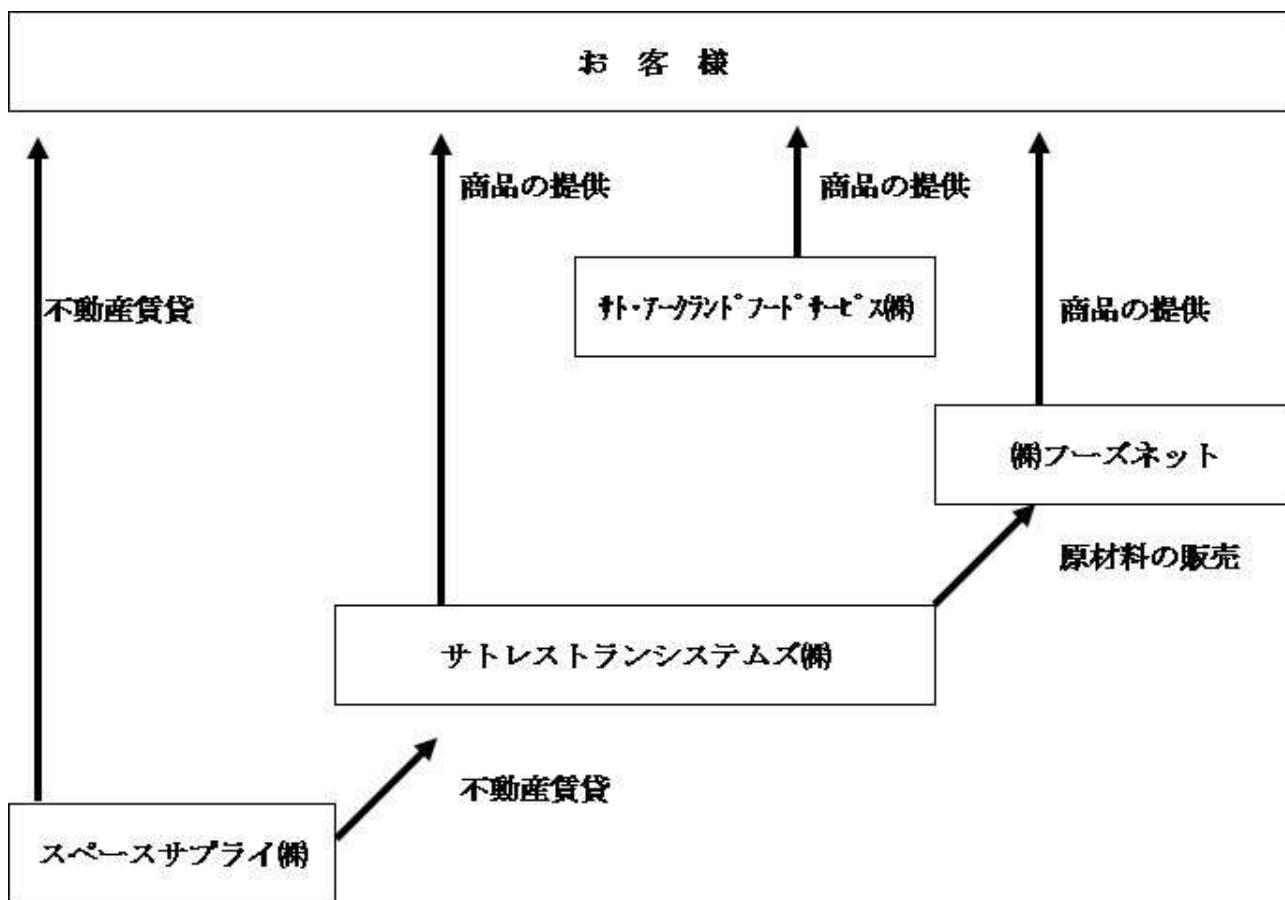 お 客 様
商品の提供
商品の提供
不動産賃貸
ｻﾄ･ｱｰｸﾗﾝﾄﾞﾌｰﾄﾞｻｰﾋﾞｽ㈱
商品の提供
㈱フーズネット
原材料の販売
サトレストランシステムズ㈱
不動産賃貸
スペースサプライ㈱